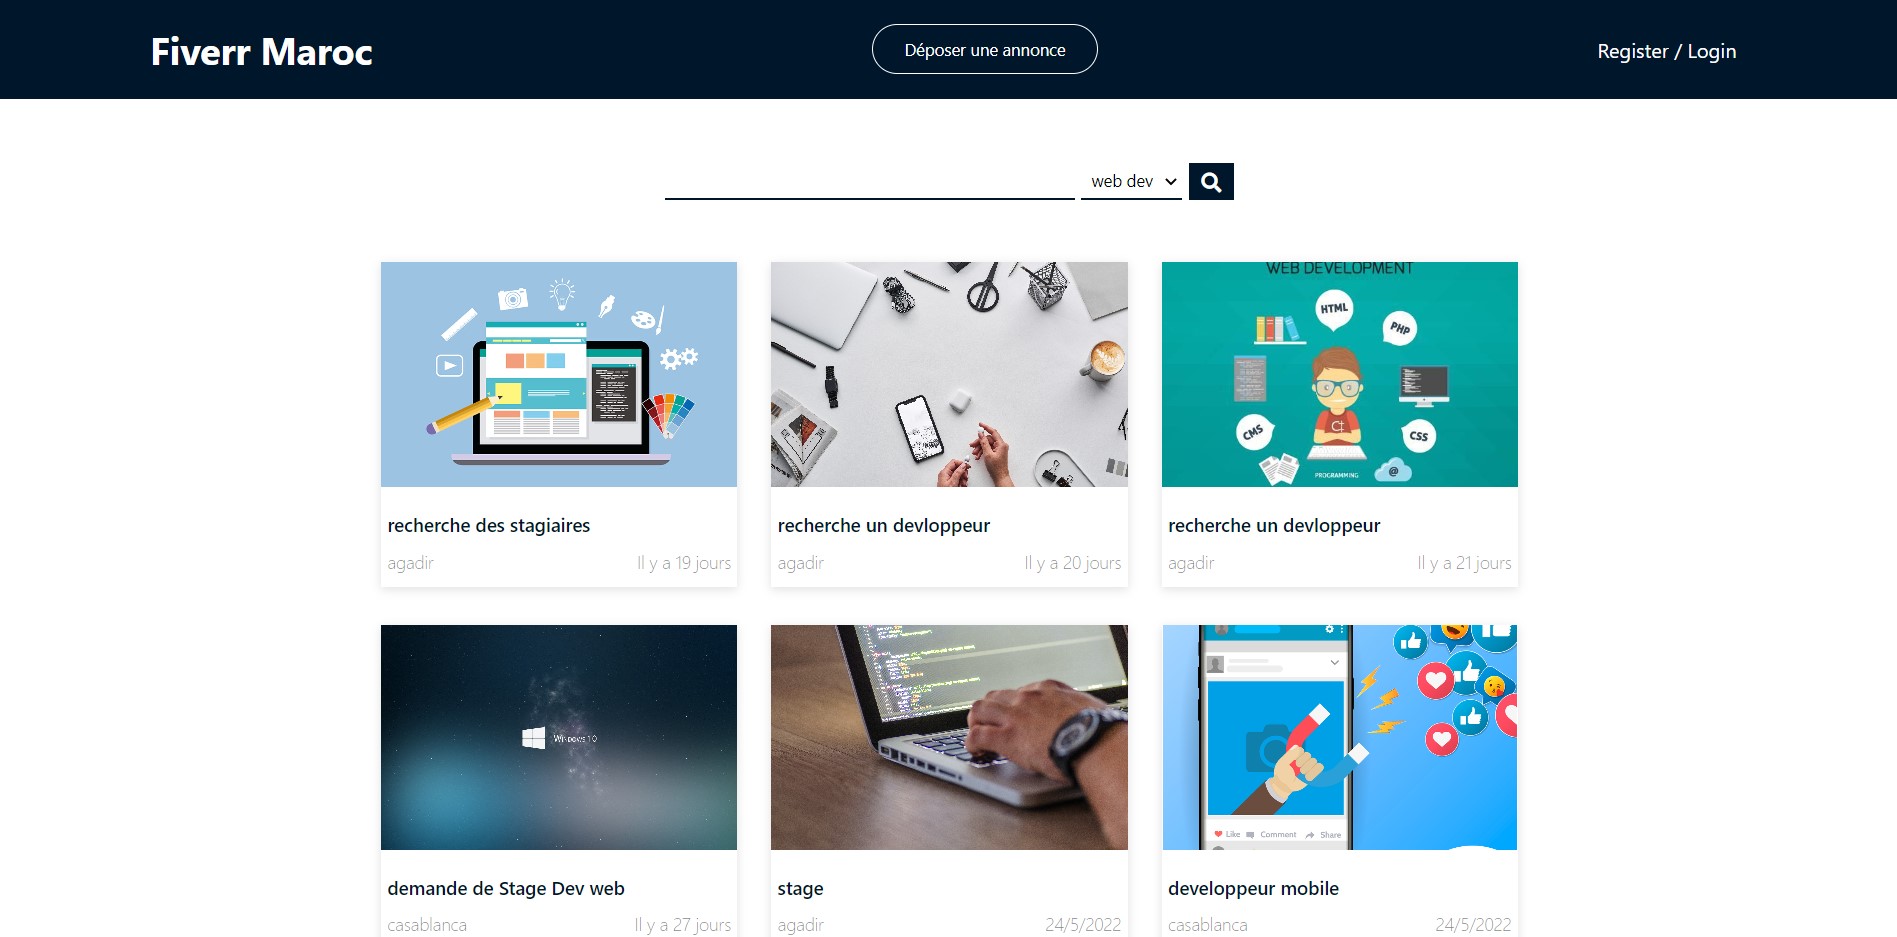 Fiverr Maroc
Déposer une annonce
Register / Login
web dev
WEB DEVELOPMENT
HTML
PHP
CMS
CSS
@
PROGRAMMING
recherche des stagiaires
agadir
Il y a 19 jours
recherche un devloppeur
agadir
Il y a 20 jours
recherche un devloppeur
agadir
Il y a 21 jours
Windows 10
Like
Comment
Share
demande de Stage Dev web
casablanca
Il y a 27 jours
stage
agadir
24/5/2022
developpeur mobile
casablanca
24/5/2022